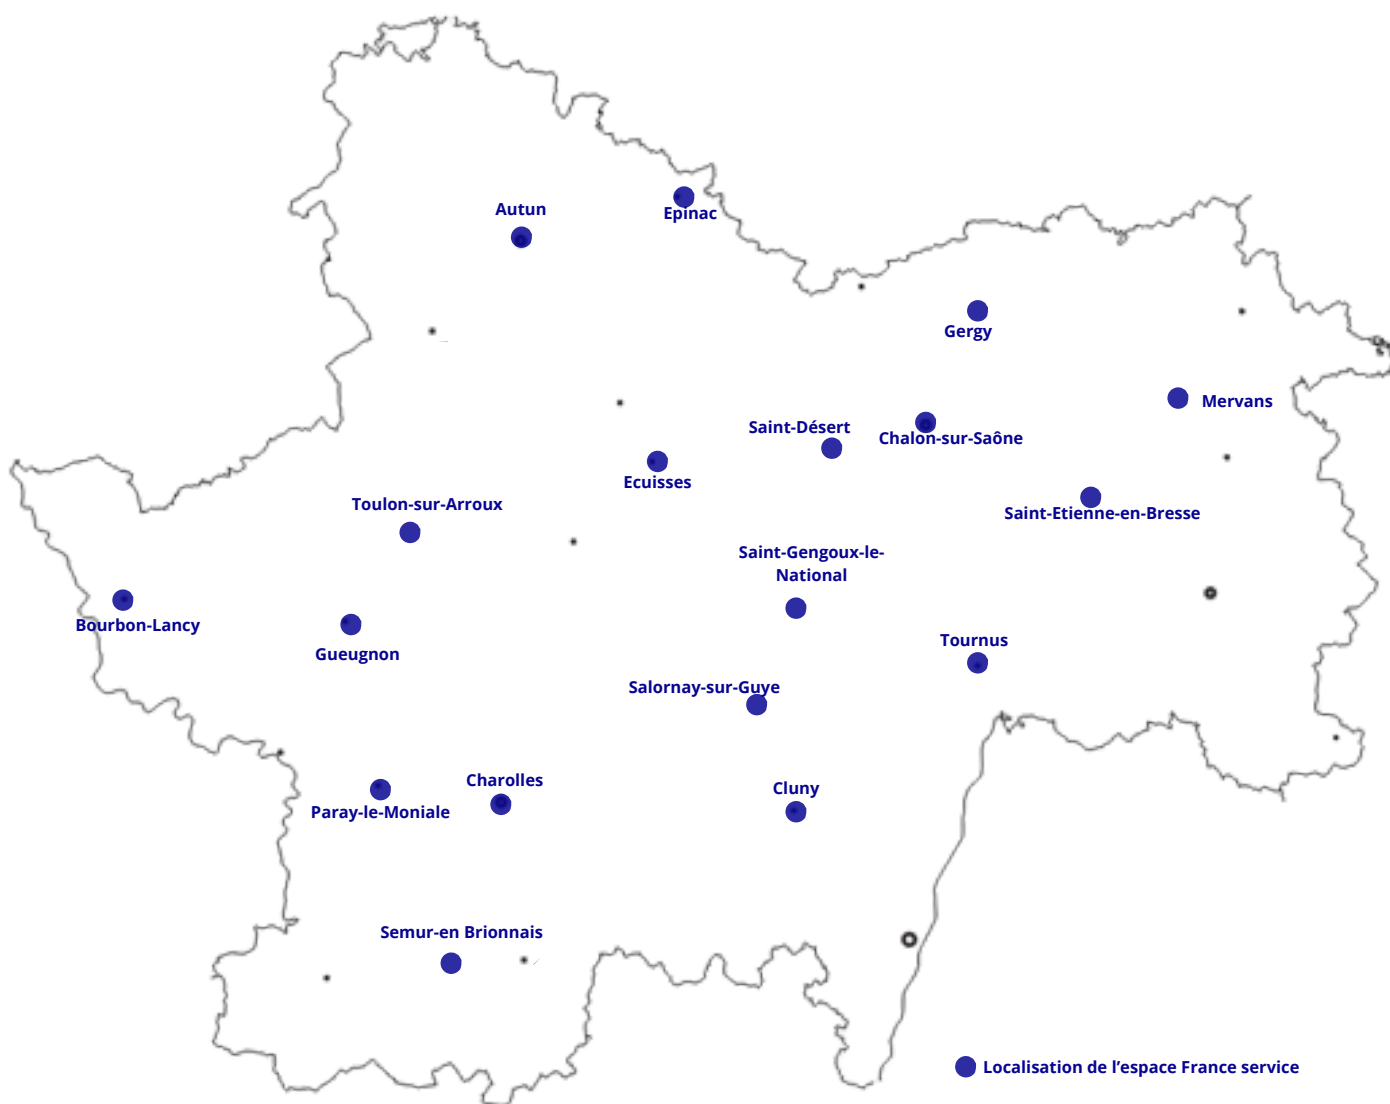 Autun
Epinac
Gergy
Mervans
Saint-Désert
Chalon-sur-Saône
Ecuisses
Toulon-sur-Arroux
Saint-Etienne-en-Bresse
Saint-Gengoux-le-
National
Bourbon-Lancy
Gueugnon
Tournus
Salornay-sur-Guye
Charolles
Cluny
Paray-le-Moniale
Semur-en Brionnais
Localisation de l’espace France service